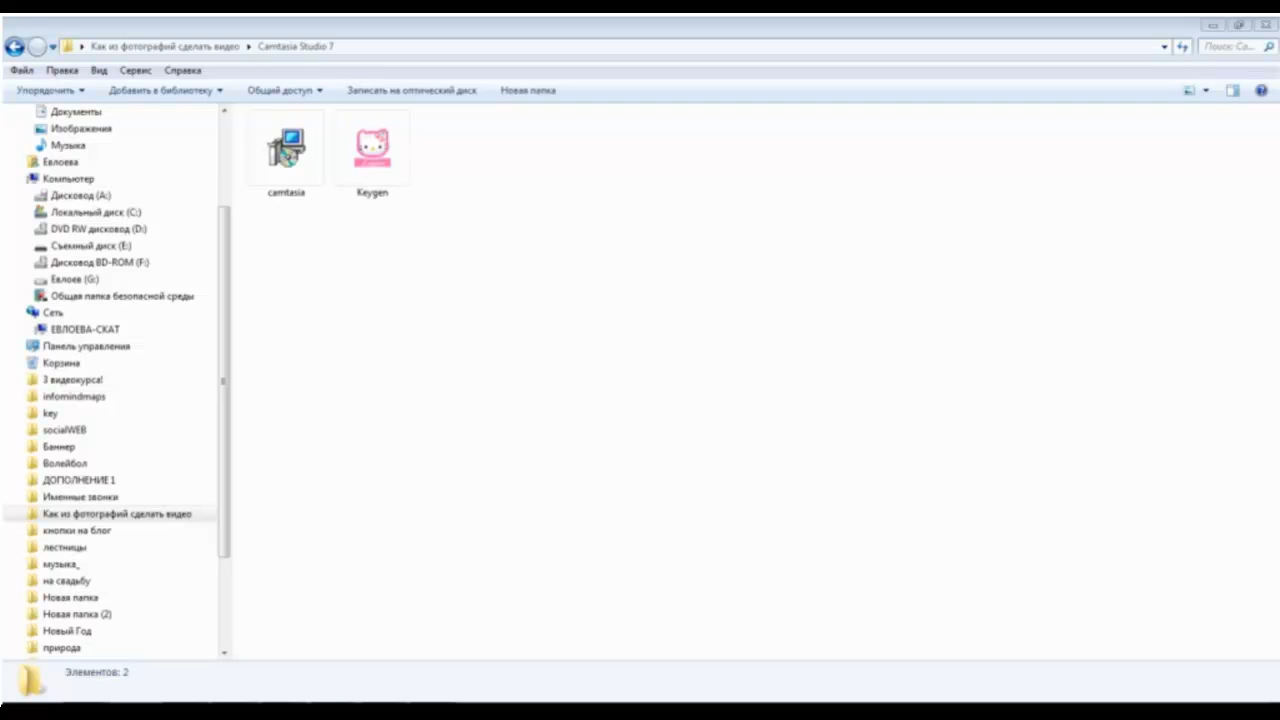 Как из фотографий сделать видео Camtasia Studio 7
Поиск: Ca...
Файл Правка Вид Сервис Справка
Упорядочить Добавить в библиотеку Общий доступ Записать на оптический диск Новая папка
Документы
Изображения
Музыка
Евлоева
Компьютер
Дисковод (A:)
Локальный диск (C:)
DVD RW дисковод (D:)
Съемный диск (E:)
Дисковод BD-ROM (F:)
Евлоев (G:)
Общая папка безопасной среды
Сеть
ЕВЛОЕВА-СКАТ
Панель управления
Корзина
3 видеокурса!
infomindmaps
key
socialWEB
Баннер
Волейбол
ДОПОЛНЕНИЕ 1
Именные звонки
Как из фотографий сделать видео
кнопки на блог
лестницы
музыка_
на свадьбу
Новая папка
Новая папка (2)
Новый Год
природа
camtasia
Keygen
Элементов: 2